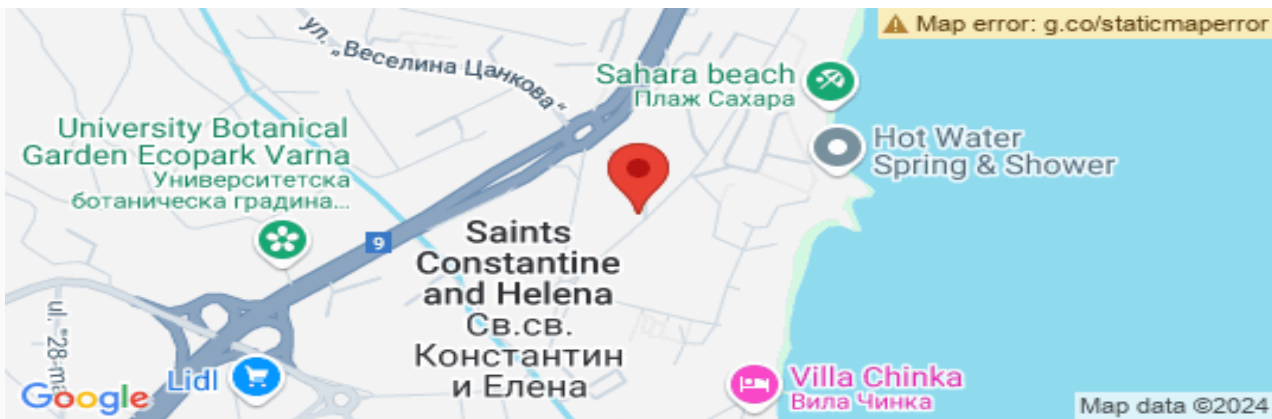 Map error: g.co/staticmaperror
ул. „Веселина Цанкова“
Sahara beach
Плаж Сахара
University Botanical
Garden Ecopark Varna
Университетска
ботаническа градина...
Hot Water
Spring & Shower
9
Saints
Constantine
and Helena
Св.св.
Константин
и Елена
ul. "28-ma
Lidl
Villa Chinka
Вила Чинка
Google
Map data ©2024